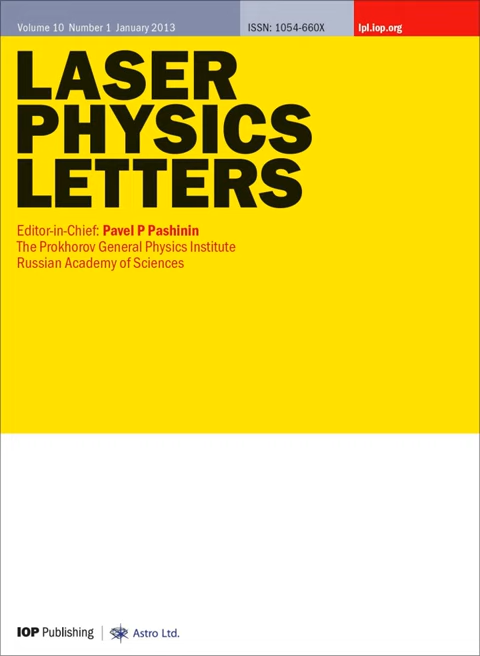 Volume 10 Number 1 January 2013
ISSN: 1054-660X
lpl.iop.org
LASER
PHYSICS
LETTERS
Editor-in-Chief: Pavel P Pashinin
The Prokhorov General Physics Institute
Russian Academy of Sciences
IOP Publishing
Astro Ltd.